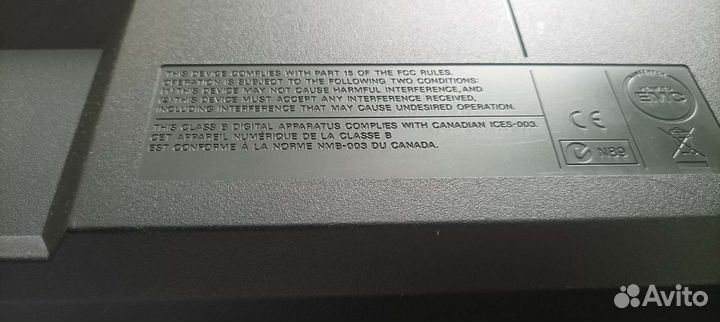 THIS DEVICE COMPLIES WITH PART 15 OF THE FCC RULES.
OPERATION IS SUBJECT TO THE FOLLOWING TWO CONDITIONS:
(1) THIS DEVICE MAY NOT CAUSE HARMFUL INTERFERENCE, AND
(2) THIS DEVICE MUST ACCEPT ANY INTERFERENCE RECEIVED,
INCLUDING INTERFERENCE THAT MAY CAUSE UNDESIRED OPERATION.
THIS CLASS B DIGITAL APPARATUS COMPLIES WITH CANADIAN ICES-003.
CET APPAREIL NUMÉRIQUE DE LA CLASSE B
EST CONFORME À LA NORME NMB-003 DU CANADA.
CE
N89
EMC
Avito